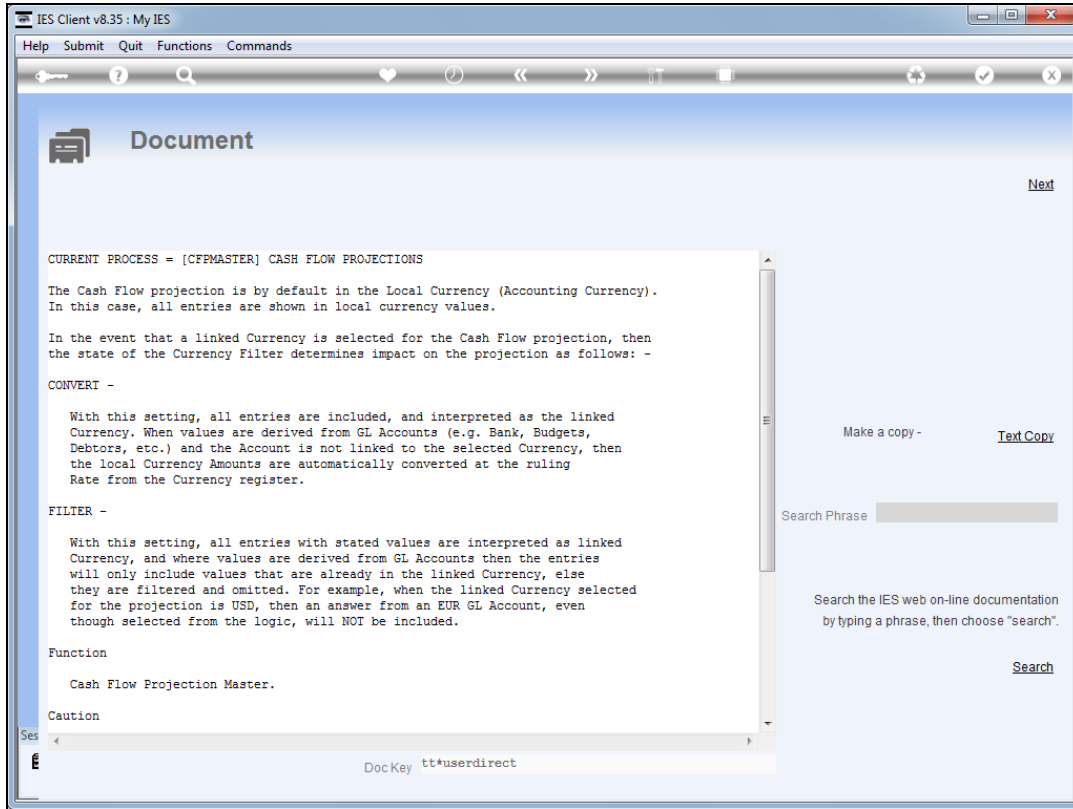 IES Client v8.35 : My IES
Help Submit Quit Functions Commands
Document
Next
CURRENT PROCESS = [CFPMASTER] CASH FLOW PROJECTIONS
The Cash Flow projection is by default in the Local Currency (Accounting Currency).
In this case, all entries are shown in local currency values.
In the event that a linked Currency is selected for the Cash Flow projection, then
the state of the Currency Filter determines impact on the projection as follows: -
CONVERT -
With this setting, all entries are included, and interpreted as the linked
Currency. When values are derived from GL Accounts (e.g. Bank, Budgets,
Debtors, etc.) and the Account is not linked to the selected Currency, then
the local Currency Amounts are automatically converted at the ruling
Rate from the Currency register.
FILTER -
With this setting, all entries with stated values are interpreted as linked
Currency, and where values are derived from GL Accounts then the entries
will only include values that are already in the linked Currency, else
they are filtered and omitted. For example, when the linked Currency selected
for the projection is USD, then an answer from an EUR GL Account, even
though selected from the logic, will NOT be included.
Function
Cash Flow Projection Master.
Caution
Make a copy -
Text Copy
Search Phrase
Search the IES web on-line documentation
by typing a phrase, then choose "search".
Search
Ses
Doc Key tt*userdirect